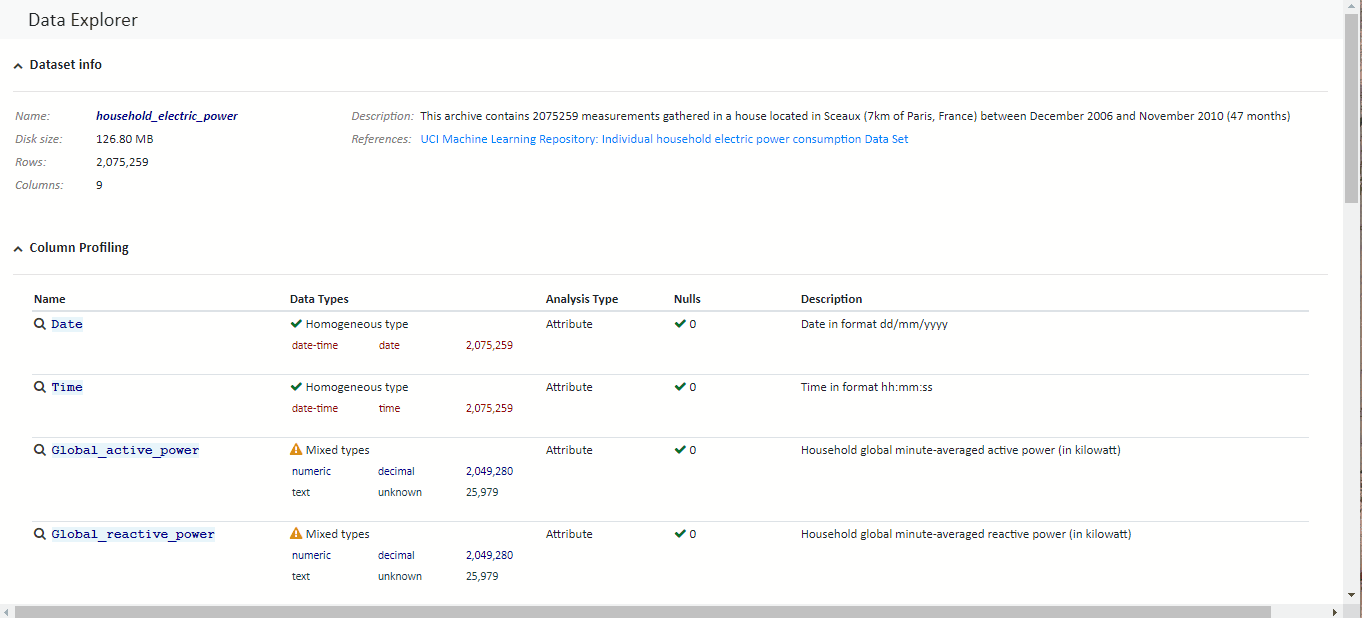 Data Explorer
Dataset info
Name: household_electric_power Description: This archive contains 2075259 measurements gathered in a house located in Sceaux (7km of Paris, France) between December 2006 and November 2010 (47 months)
Disk size: 126.80 MB References: UCI Machine Learning Repository: Individual household electric power consumption Data Set
Rows: 2,075,259
Columns: 9
Column Profiling
Name Data Types Analysis Type Nulls Description
Date Homogeneous type Attribute 0 Date in format dd/mm/yyyy
date-time date 2,075,259
Time Homogeneous type Attribute 0 Time in format hh:mm:ss
date-time time 2,075,259
Global_active_power Mixed types Attribute 0 Household global minute-averaged active power (in kilowatt)
numeric decimal 2,049,280
text unknown 25,979
Global_reactive_power Mixed types Attribute 0 Household global minute-averaged reactive power (in kilowatt)
numeric decimal 2,049,280
text unknown 25,979